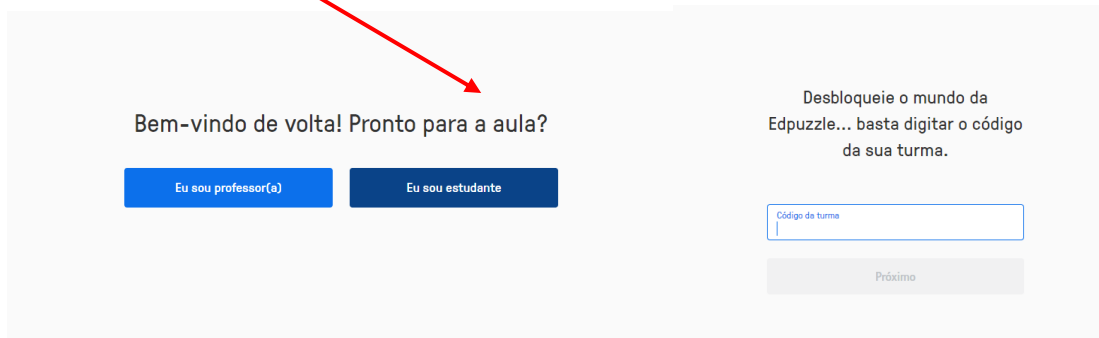 Bem-vindo de volta! Pronto para a aula?
Eu sou professor(a)
Eu sou estudante
Desbloqueie o mundo da
Edpuzzle... basta digitar o código
da sua turma.
Código da turma
Próximo